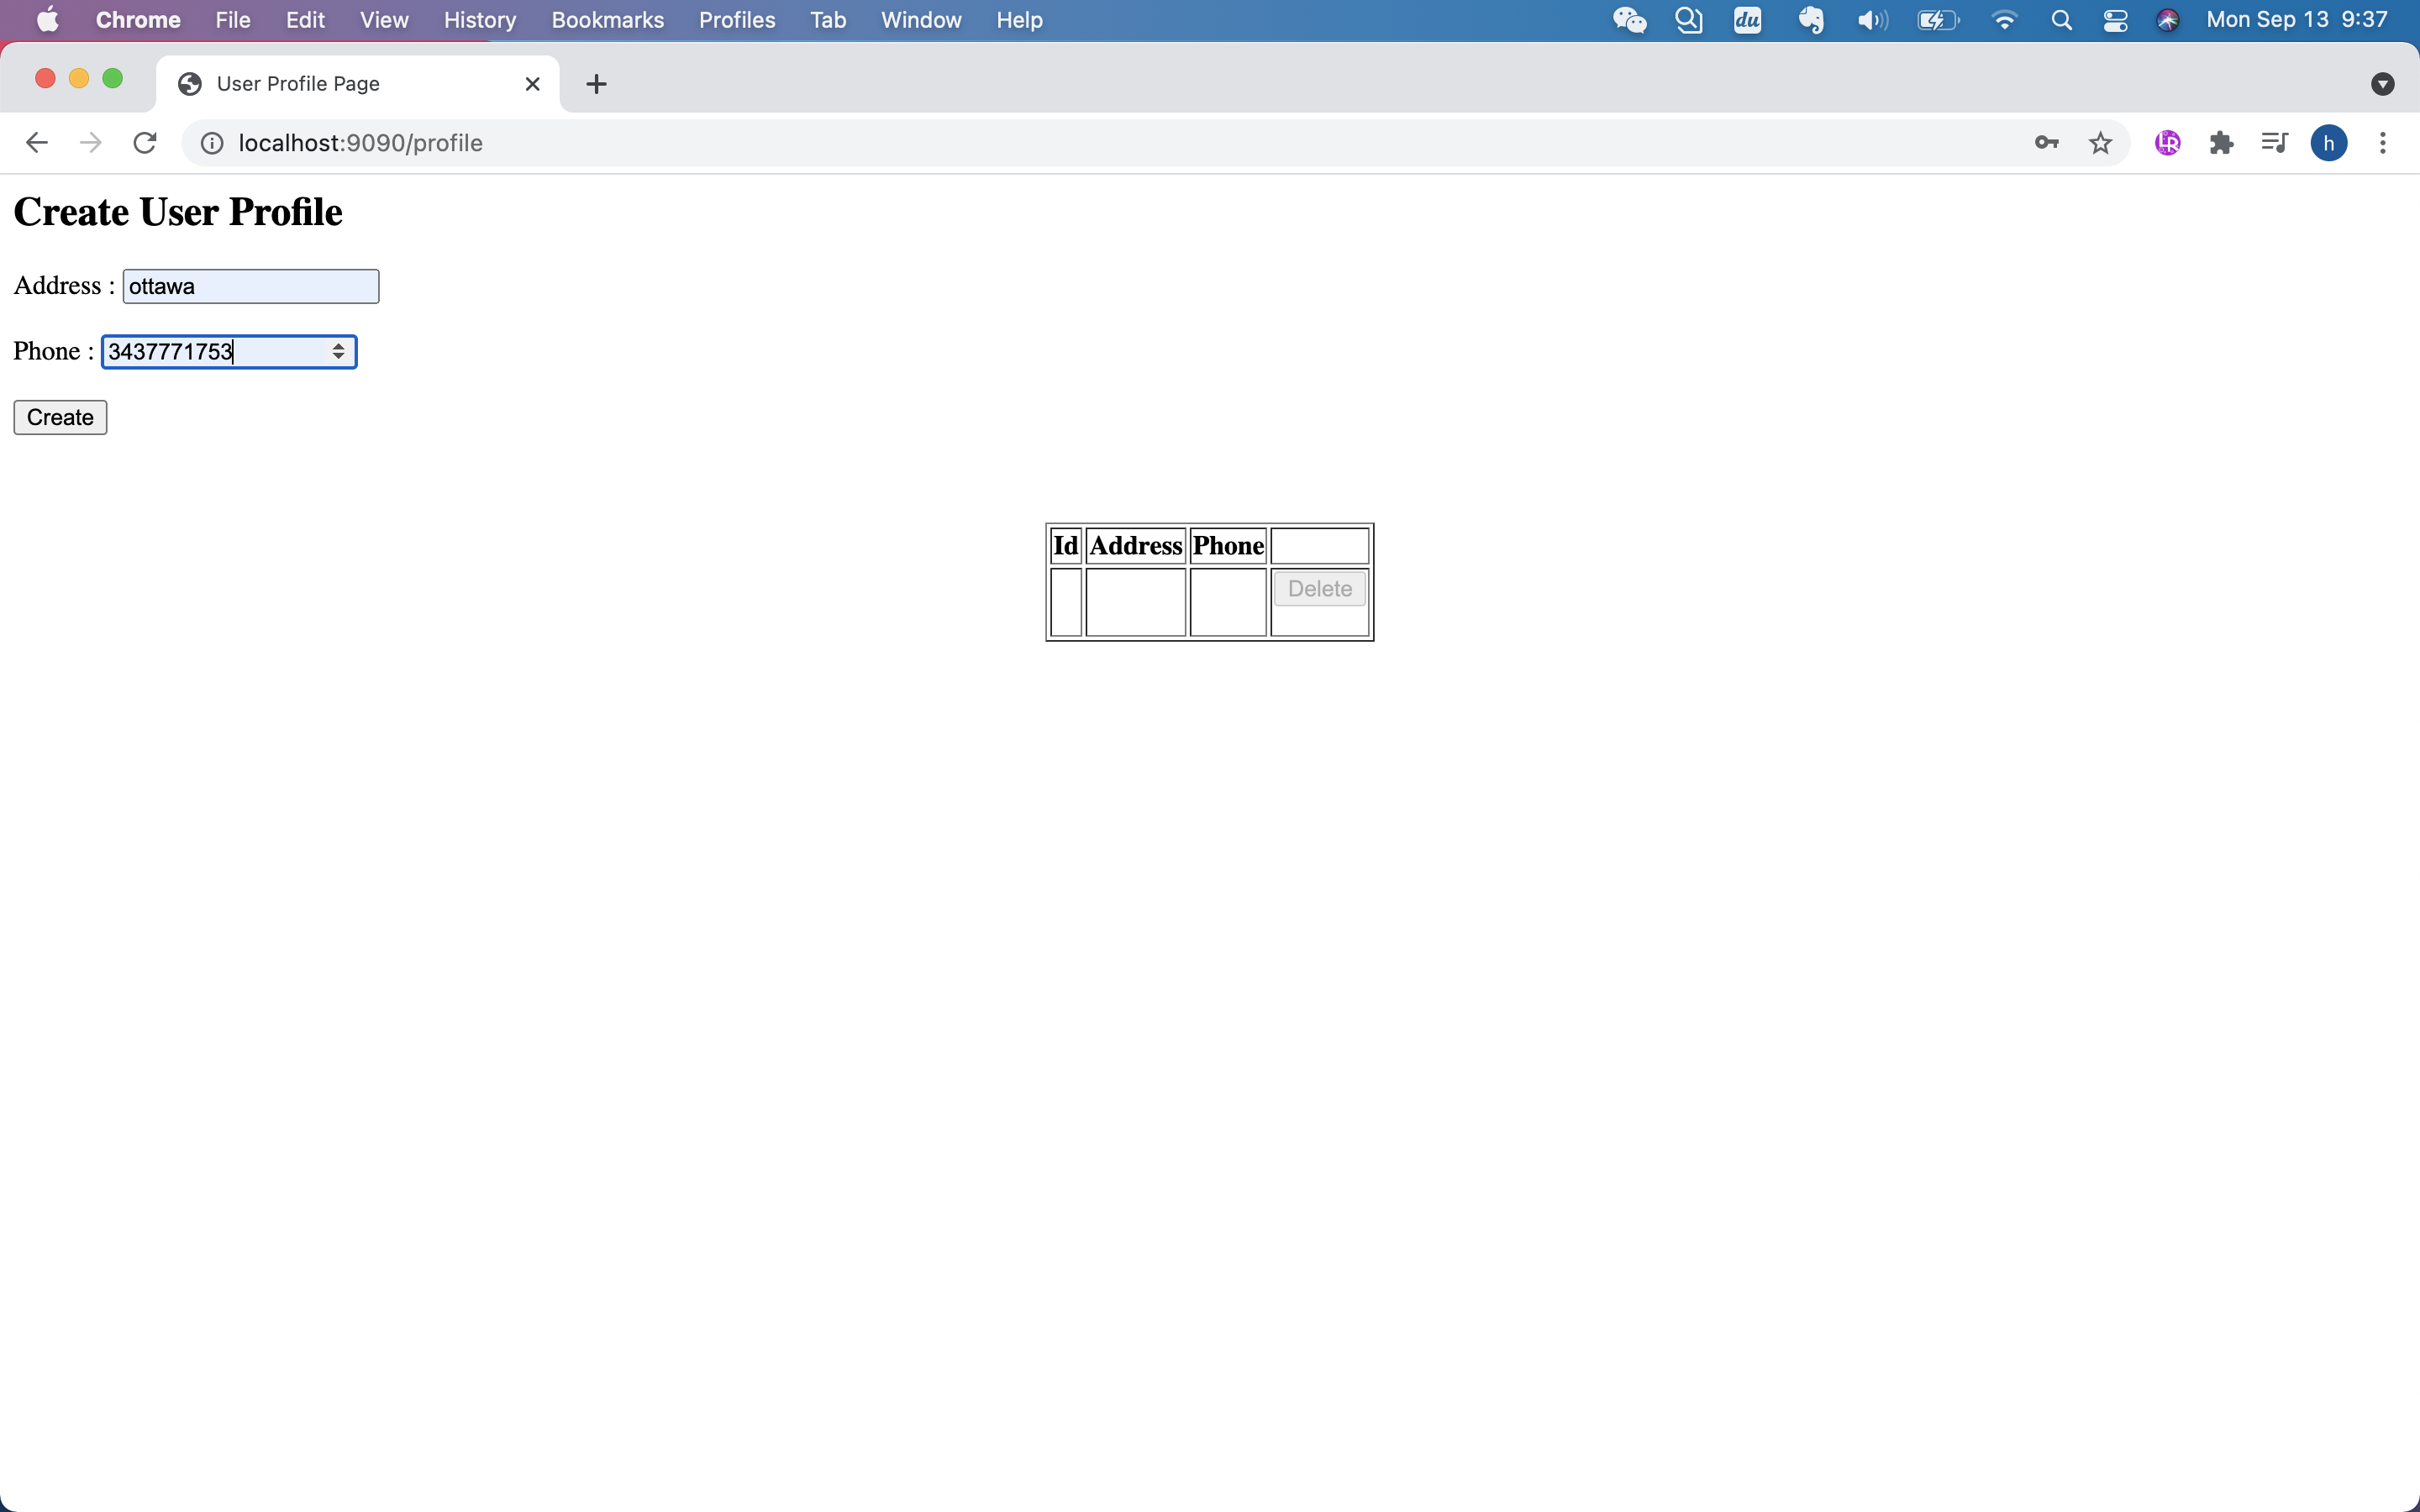 Chrome File Edit View History Bookmarks Profiles Tab Window Help du Mon Sep 13 9:37
User Profile Page
localhost:9090/profile h
Create User Profile
Address : ottawa
Phone : 3437771753
Create
Id Address Phone
Delete